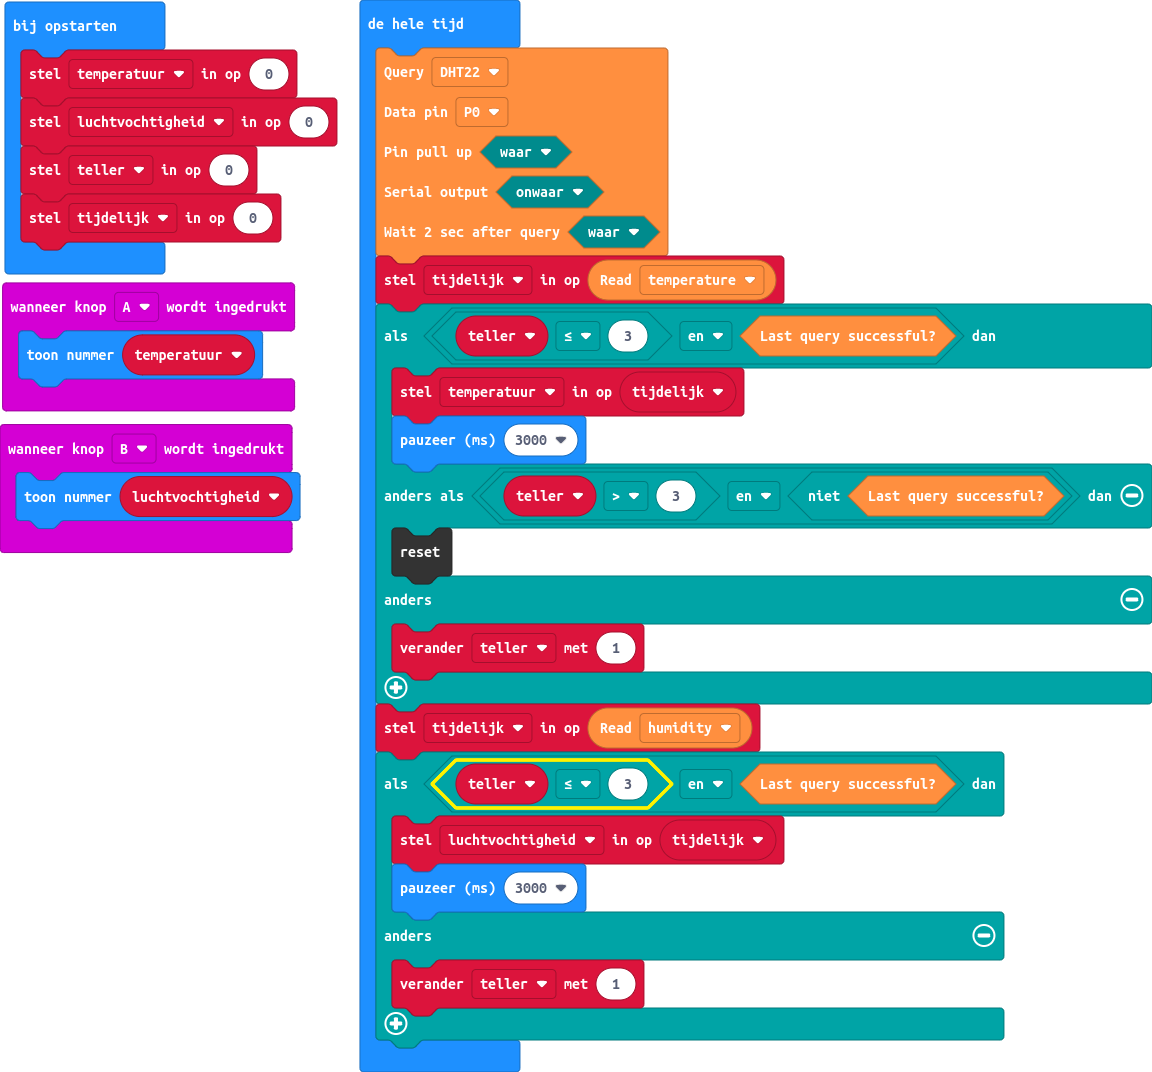 bij opstarten
stel temperatuur in op 0
stel luchtvochtigheid in op 0
stel teller in op 0
stel tijdelijk in op 0
wanneer knop A wordt ingedrukt
toon nummer temperatuur
wanneer knop B wordt ingedrukt
toon nummer luchtvochtigheid
de hele tijd
Query DHT22
Data pin P0
Pin pull up waar
Serial output onwaar
Wait 2 sec after query waar
stel tijdelijk in op Read temperature
als teller ≤ 3 en Last query successful? dan
stel temperatuur in op tijdelijk
pauzeer (ms) 3000
anders als teller > 3 en niet Last query successful? dan
reset
anders
verander teller met 1
stel tijdelijk in op Read humidity
als teller ≤ 3 en Last query successful? dan
stel luchtvochtigheid in op tijdelijk
pauzeer (ms) 3000
anders
verander teller met 1